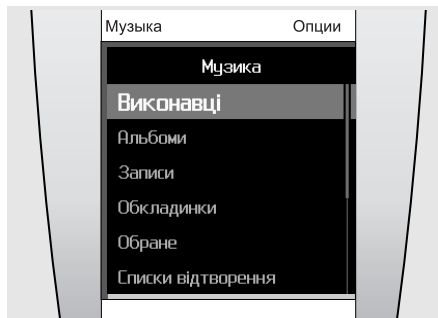 Музыка Опции
Музика
Виконавці
Альбоми
Записи
Обкладинки
Обране
Списки відтворення